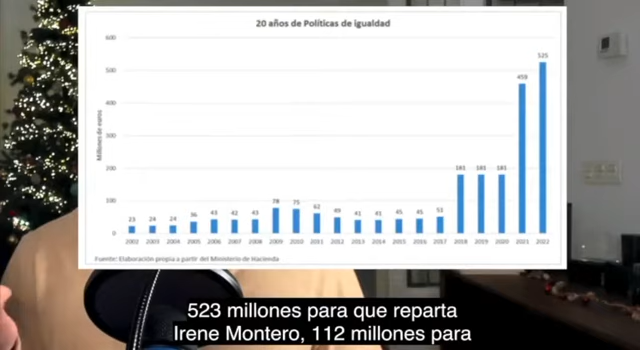 20 años de Políticas de igualdad
600
525
500
459
400
300
200
181 181 181
100
78 75
62
49
51
36
43 42 43
41 41
45 45
23 24 24
0
Millones de euros
2002 2003 2004 2005 2006 2007 2008 2009 2010 2011 2012 2013 2014 2015 2016 2017 2018 2019 2020 2021 2022
Fuente: Elaboración propia a partir del Ministerio de Hacienda
523 millones para que reparta
Irene Montero, 112 millones para